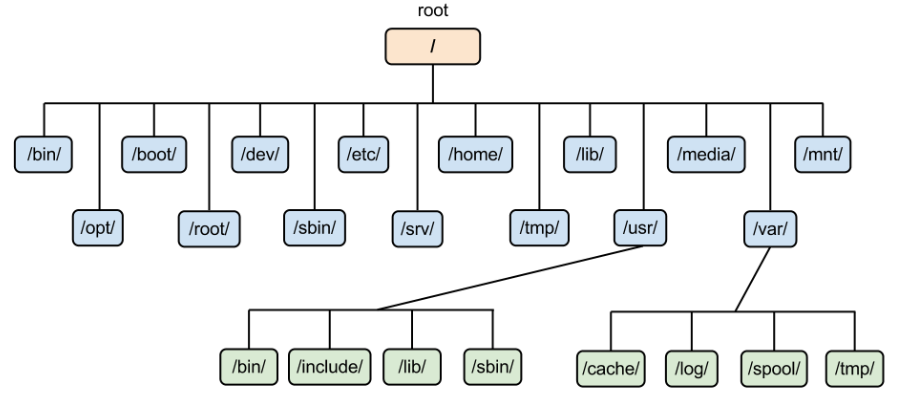 root
/
/bin/ /boot/ /dev/ /etc/ /home/ /lib/ /media/ /mnt/
/opt/ /root/ /sbin/ /srv/ /tmp/ /usr/ /var/
/bin/ /include/ /lib/ /sbin/ /cache/ /log/ /spool/ /tmp/